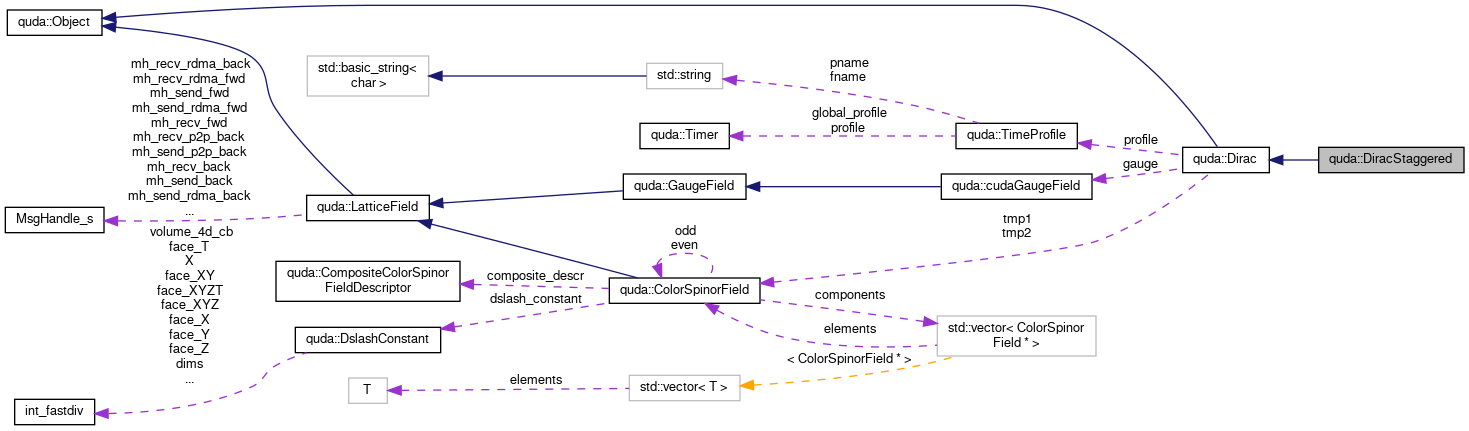 quda::Object
mh_recv_rdma_back
mh_recv_rdma_fwd
mh_send_fwd
mh_send_rdma_fwd
mh_recv_fwd
mh_recv_p2p_back
mh_send_p2p_back
mh_recv_back
mh_send_back
mh_send_rdma_back
...
MsgHandle_s
volume_4d_cb
face_T
X
face_XY
face_XYZT
face_XYZ
face_X
face_Y
face_Z
dims
...
int_fastdiv
std::basic_string<
char >
std::string
pname
fname
quda::Timer
global_profile
profile
quda::TimeProfile
profile
gauge
quda::Dirac
quda::DiracStaggered
quda::LatticeField
quda::GaugeField
quda::cudaGaugeField
tmp1
tmp2
odd
even
quda::CompositeColorSpinor
FieldDescriptor
composite_descr
dslash_constant
quda::ColorSpinorField
components
elements
std::vector< ColorSpinor
Field * >
quda::DslashConstant
< ColorSpinorField * >
T
elements
std::vector< T >